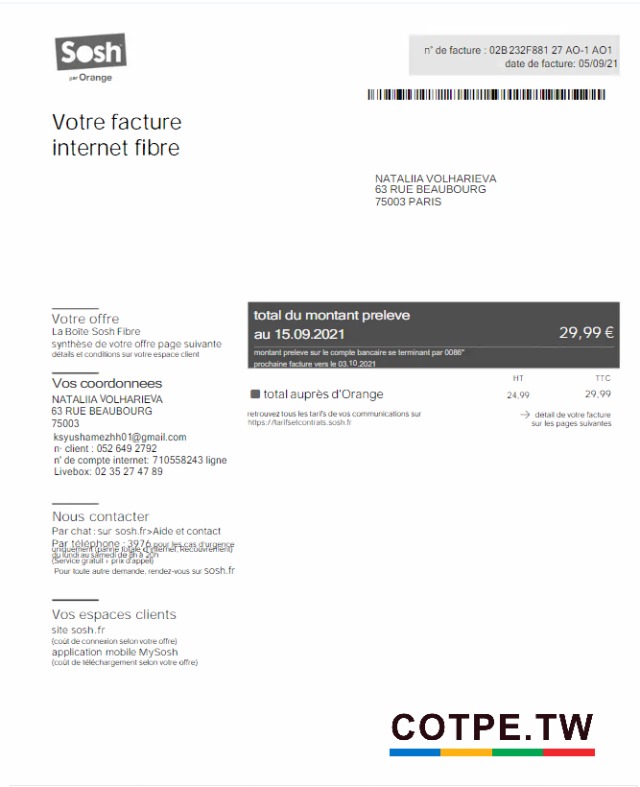 Sosh
par Orange
n° de facture : 02B232F881 27 AO-1 AO1
date de facture: 05/09/21
Votre facture
internet fibre
NATALIIA VOLHARIEVA
63 RUE BEAUBOURG
75003 PARIS
Votre offre
La Boîte Sosh Fibre
synthèse de votre offre page suivante
détails et conditions sur votre espace client
Vos coordonnees
NATALIIA VOLHARIEVA
63 RUE BEAUBOURG
75003
ksyushamezhh01@gmail.com
n· client : 052 649 2792
n° de compte internet: 710558243 ligne
Livebox: 02 35 27 47 89
Nous contacter
Par chat : sur sosh.fr>Aide et contact
Par téléphone : 3976 pour les cas d'urgence
uniquement (panne totale d'internet, Recouvrement)
du lundi au samedi de 8h à 20h
(Service gratuit + prix d'appel)
Pour toute autre demande, rendez-vous sur sosh.fr
Vos espaces clients
site sosh.fr
(coût de connexion selon votre offre)
application mobile MySosh
(coût de téléchargement selon votre offre)
total du montant preleve
au 15.09.2021 29,99 €
montant preleve sur le compte bancaire se terminant par 0086"
prochaine facture vers le 03.10.2021
HT TTC
total auprès d'Orange 24,99 29,99
retrouvez tous les tarifs de vos communications sur
https://tarifsetcontrats.sosh.fr
→ détail de votre facture
sur les pages suivantes
COTPE.TW